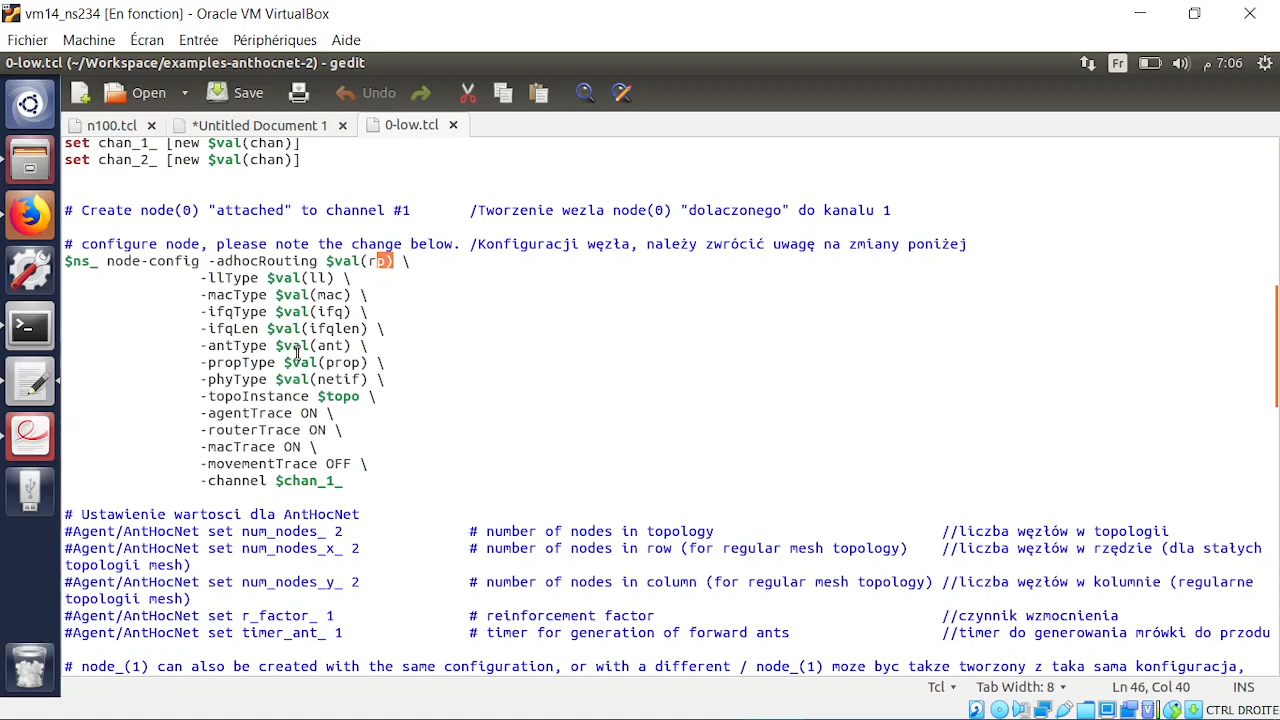 vm14_ns234 [En fonction] - Oracle VM VirtualBox
Fichier Machine Écran Entrée Périphériques Aide
0-low.tcl (~/Workspace/examples-anthocnet-2) - gedit Fr م 7:06
Open Save Undo
n100.tcl *Untitled Document 1 0-low.tcl
set chan_1_ [new $val(chan)]
set chan_2_ [new $val(chan)]
# Create node(0) "attached" to channel #1 /Tworzenie wezla node(0) "dolaczonego" do kanalu 1
# configure node, please note the change below. /Konfiguracji węzła, należy zwrócić uwagę na zmiany poniżej
$ns_ node-config -adhocRouting $val(rp) \
-llType $val(ll) \
-macType $val(mac) \
-ifqType $val(ifq) \
-ifqLen $val(ifqlen) \
-antType $val(ant) \
-propType $val(prop) \
-phyType $val(netif) \
-topoInstance $topo \
-agentTrace ON \
-routerTrace ON \
-macTrace ON \
-movementTrace OFF \
-channel $chan_1_
# Ustawienie wartosci dla AntHocNet
#Agent/AntHocNet set num_nodes_ 2 # number of nodes in topology //liczba węzłów w topologii
#Agent/AntHocNet set num_nodes_x_ 2 # number of nodes in row (for regular mesh topology) //liczba węzłów w rzędzie (dla stałych
topologii mesh)
#Agent/AntHocNet set num_nodes_y_ 2 # number of nodes in column (for regular mesh topology) //liczba węzłów w kolumnie (regularne
topologii mesh)
#Agent/AntHocNet set r_factor_ 1 # reinforcement factor //czynnik wzmocnienia
#Agent/AntHocNet set timer_ant_ 1 # timer for generation of forward ants //timer do generowania mrówki do przodu
# node_(1) can also be created with the same configuration, or with a different / node_(1) moze byc takze tworzony z taka sama konfiguracja,
Tcl Tab Width: 8 Ln 46, Col 40 INS
CTRL DROITE